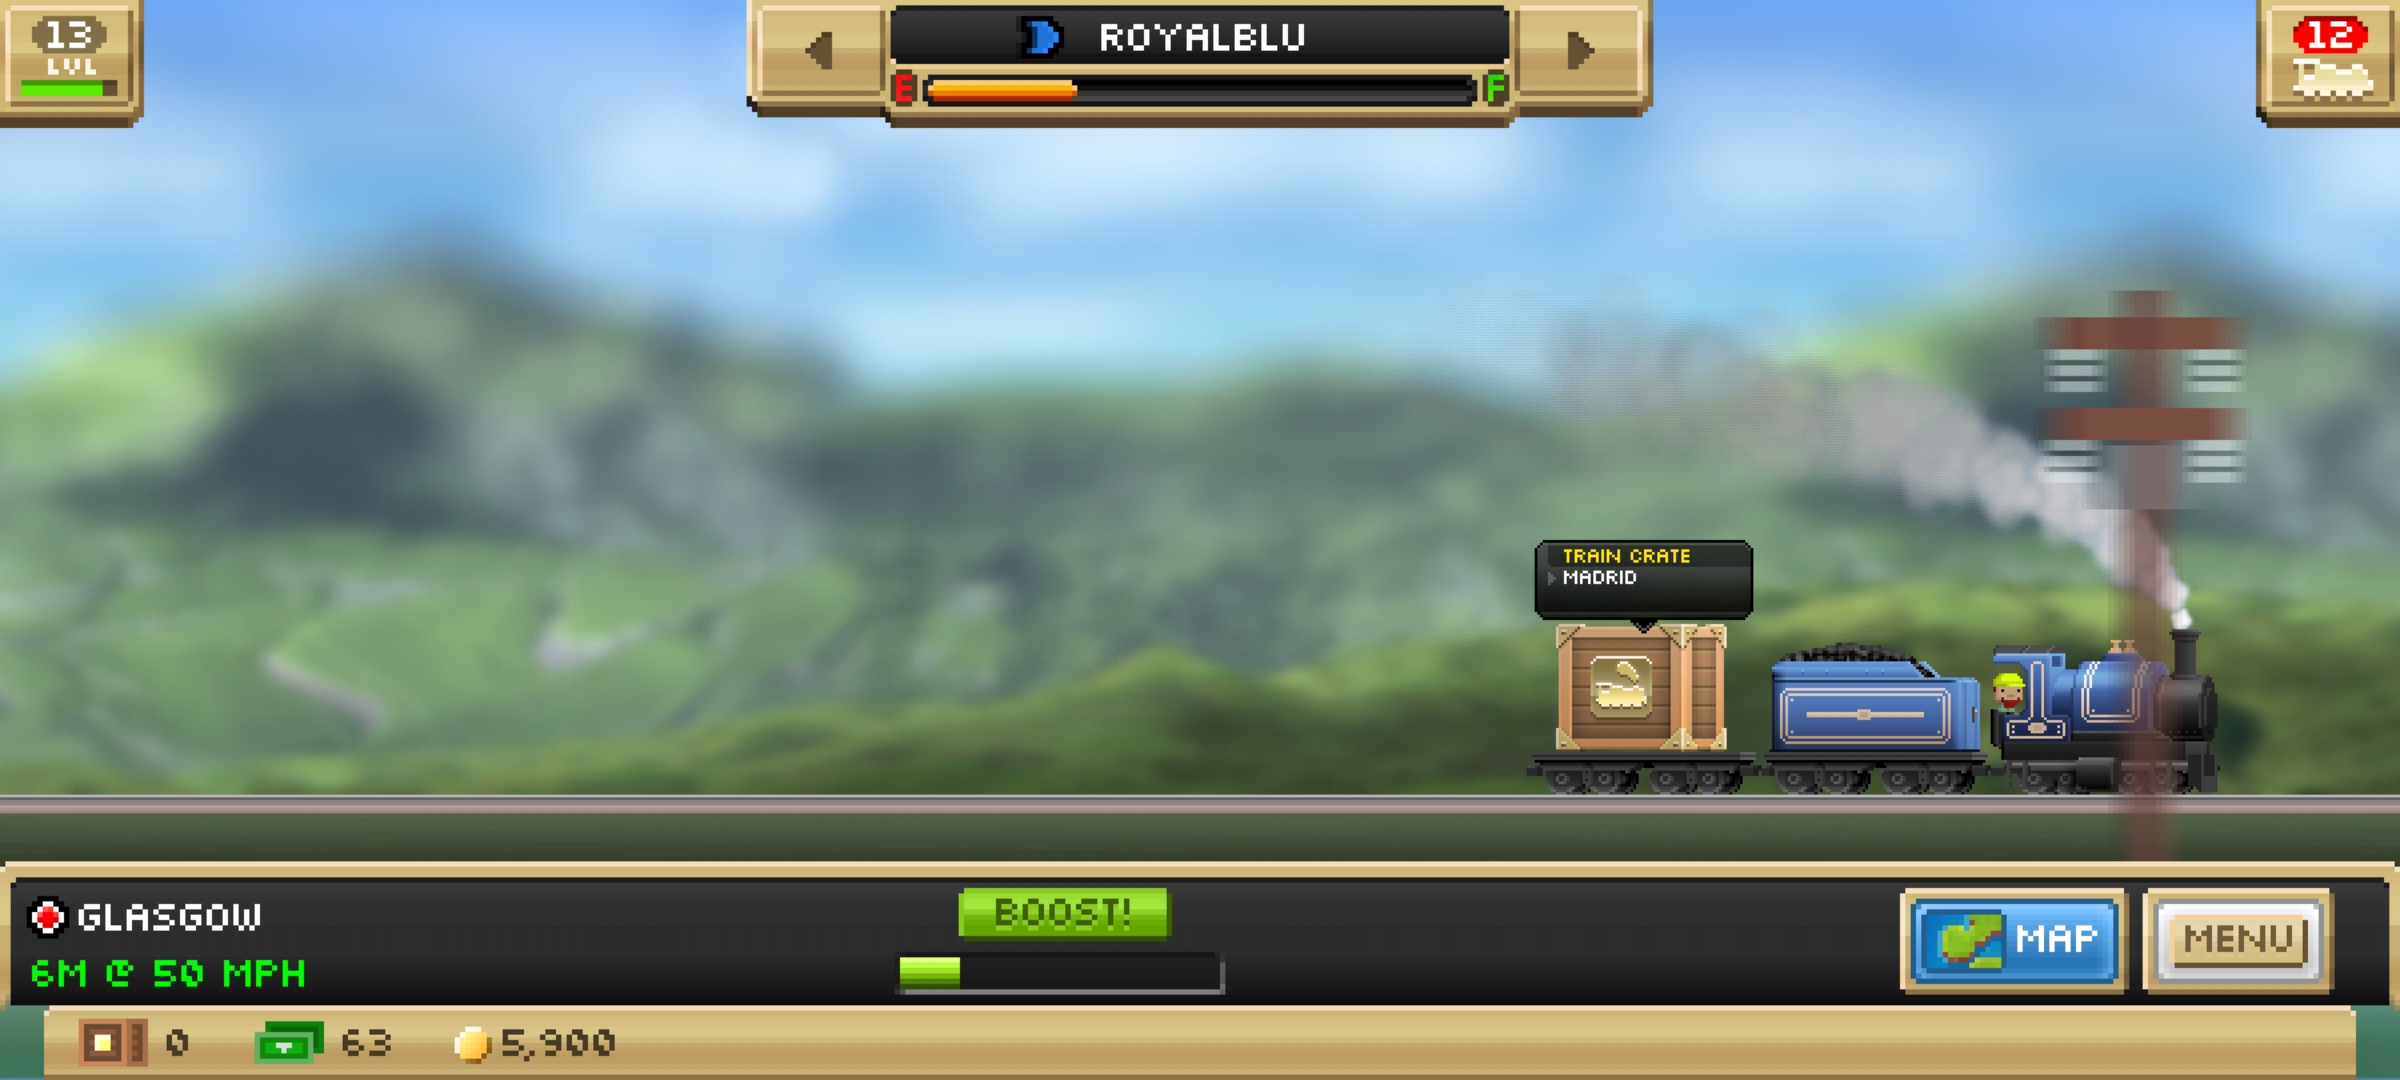 13
LVL
ROYALBLU
E F
12
TRAIN CRATE
MADRID
GLASGOW
6M @ 50 MPH
BOOST!
MAP
MENU
0
63
5,900